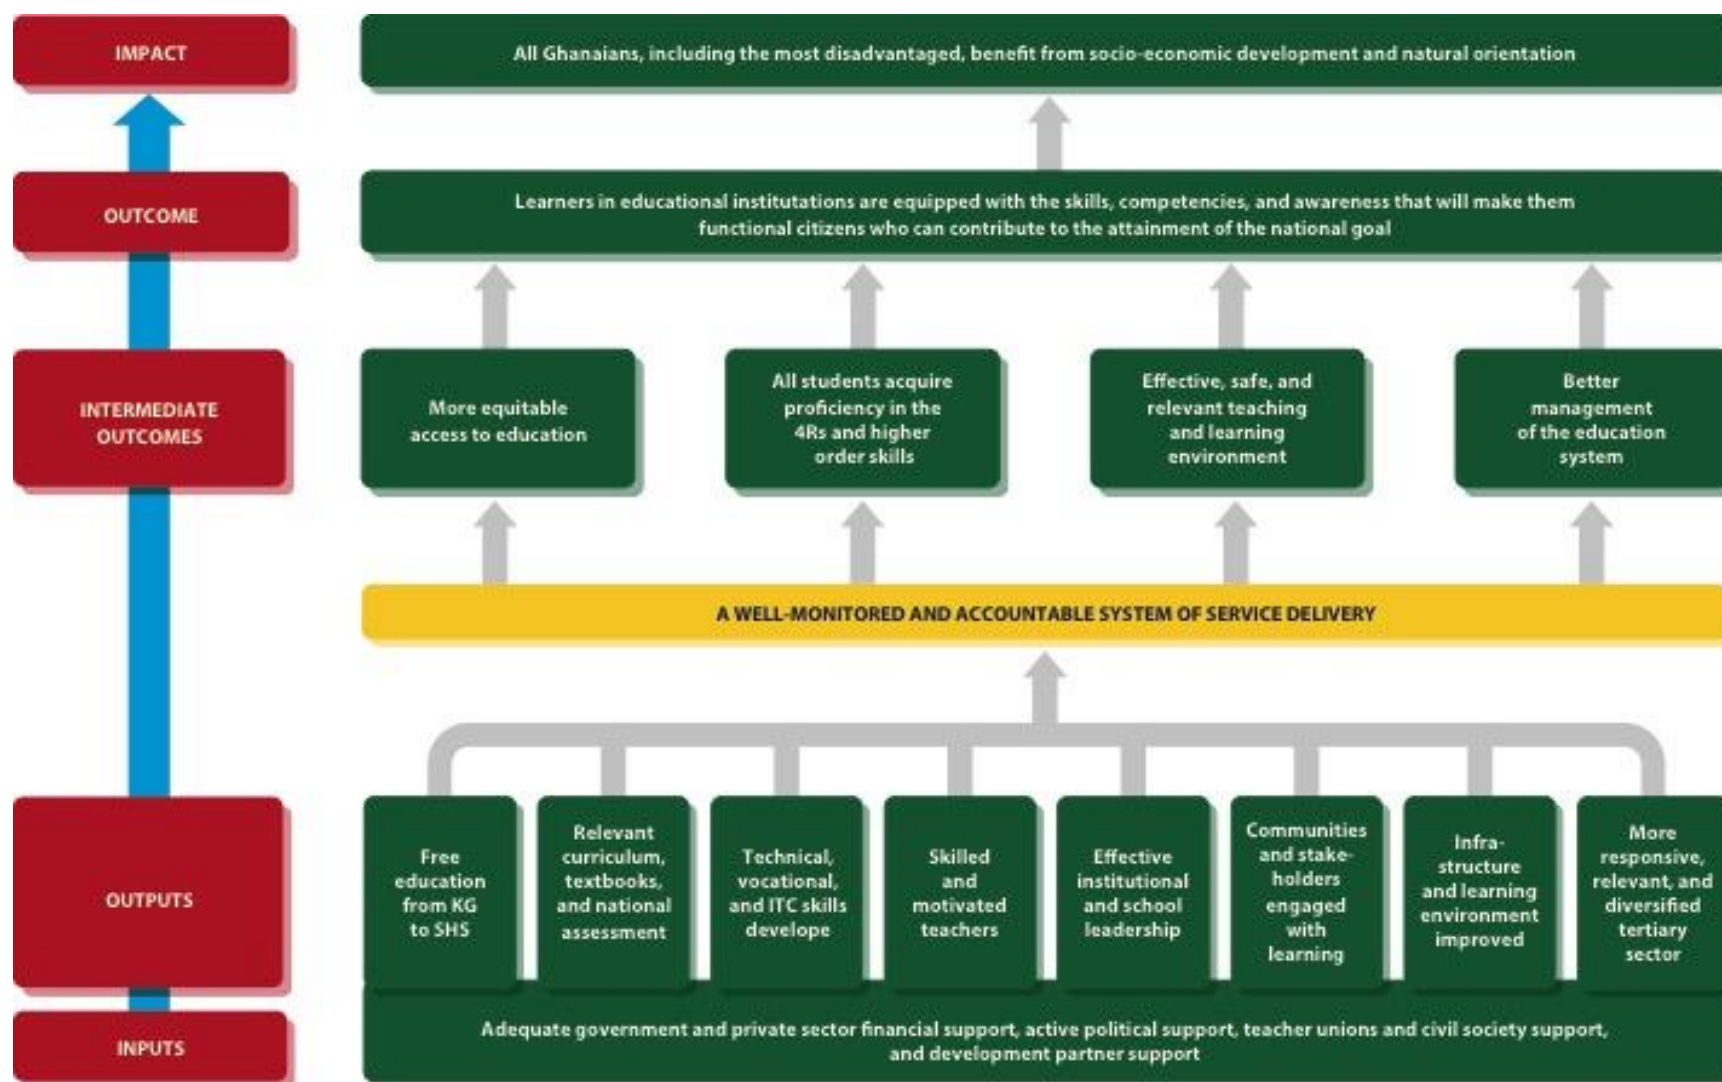 IMPACT
All Ghanaians, including the most disadvantaged, benefit from socio-economic development and natural orientation
OUTCOME
Learners in educational institutations are equipped with the skills, competencies, and awareness that will make them
functional citizens who can contribute to the attainment of the national goal
INTERMEDIATE
OUTCOMES
More equitable
access to education
All students acquire
proficiency in the
4Rs and higher
order skills
Effective, safe, and
relevant teaching
and learning
environment
Better
management
of the education
system
A WELL-MONITORED AND ACCOUNTABLE SYSTEM OF SERVICE DELIVERY
OUTPUTS
Free
education
from KG
to SHS
Relevant
curriculum,
textbooks,
and national
assessment
Technical,
vocational,
and ITC skills
develope
Skilled
and
motivated
teachers
Effective
institutional
and school
leadership
Communities
and stake-
holders
engaged
with
learning
Infra-
structure
and learning
environment
improved
More
responsive,
relevant, and
diversified
tertiary
sector
INPUTS
Adequate government and private sector financial support, active political support, teacher unions and civil society support,
and development partner support